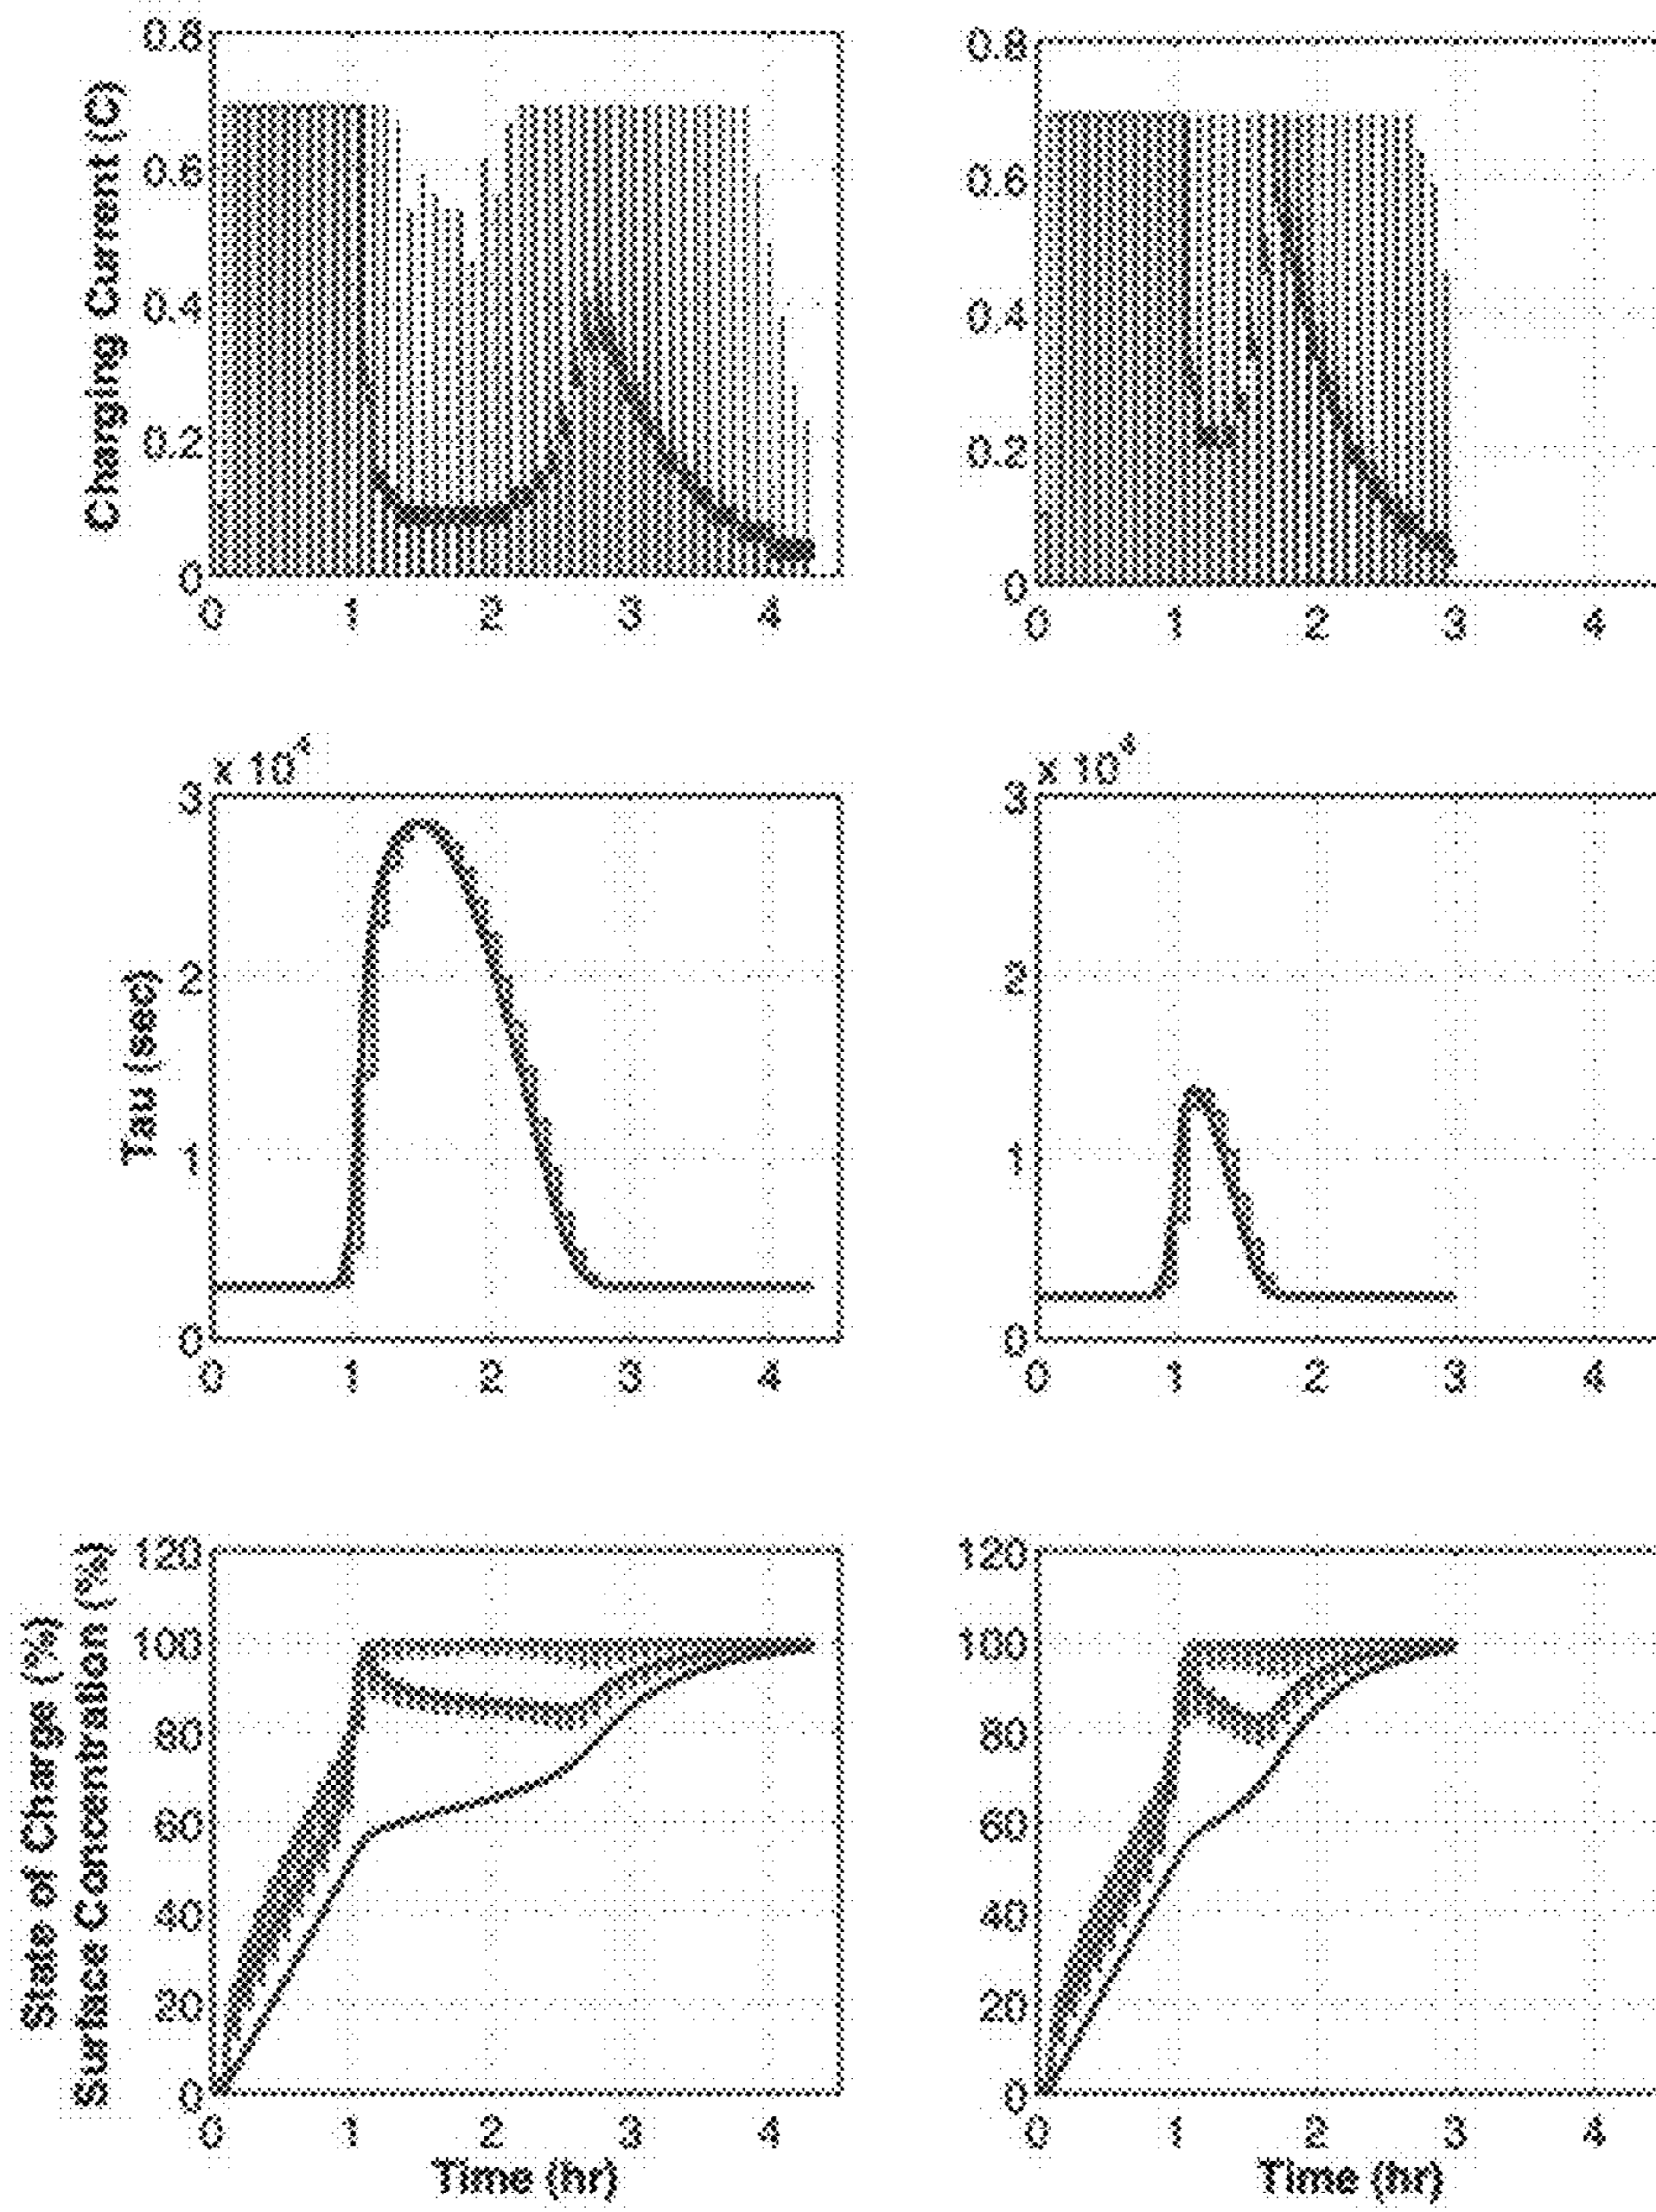 Charging Current (C)
0.8
0.6
0.4
0.2
0
0 1 2 3 4
0.8
0.6
0.4
0.2
0
0 1 2 3 4
Tau (sec)
x 10^4
3
2
1
0
0 1 2 3 4
x 10^4
3
2
1
0
0 1 2 3 4
State of Charge (%)
Surface Concentration (%)
120
100
80
60
40
20
0
0 1 2 3 4
Time (hr)
120
100
80
60
40
20
0
0 1 2 3 4
Time (hr)